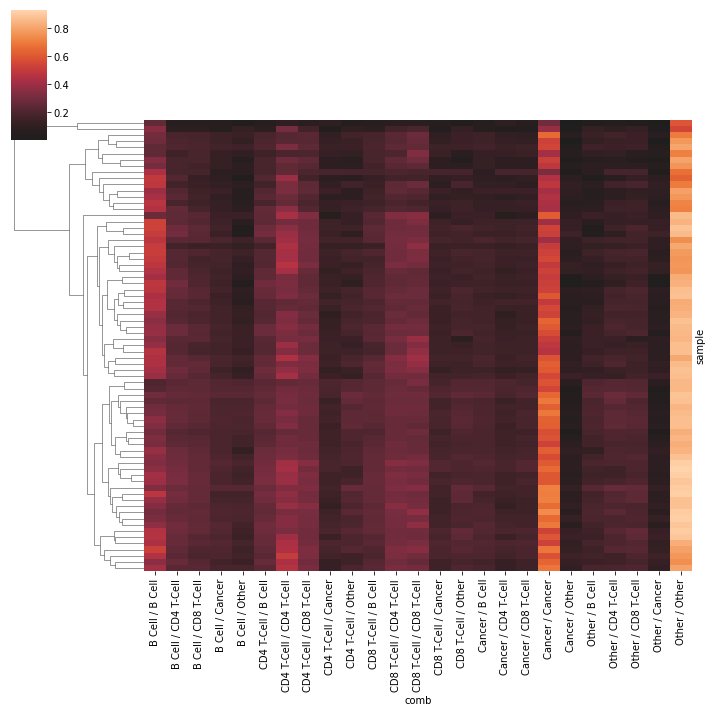 0.8
0.6
0.4
0.2
sample
B Cell / B Cell
B Cell / CD4 T-Cell
B Cell / CD8 T-Cell
B Cell / Cancer
B Cell / Other
CD4 T-Cell / B Cell
CD4 T-Cell / CD4 T-Cell
CD4 T-Cell / CD8 T-Cell
CD4 T-Cell / Cancer
CD4 T-Cell / Other
CD8 T-Cell / B Cell
CD8 T-Cell / CD4 T-Cell
CD8 T-Cell / CD8 T-Cell
CD8 T-Cell / Cancer
CD8 T-Cell / Other
Cancer / B Cell
Cancer / CD4 T-Cell
Cancer / CD8 T-Cell
Cancer / Cancer
Cancer / Other
Other / B Cell
Other / CD4 T-Cell
Other / CD8 T-Cell
Other / Cancer
Other / Other
comb